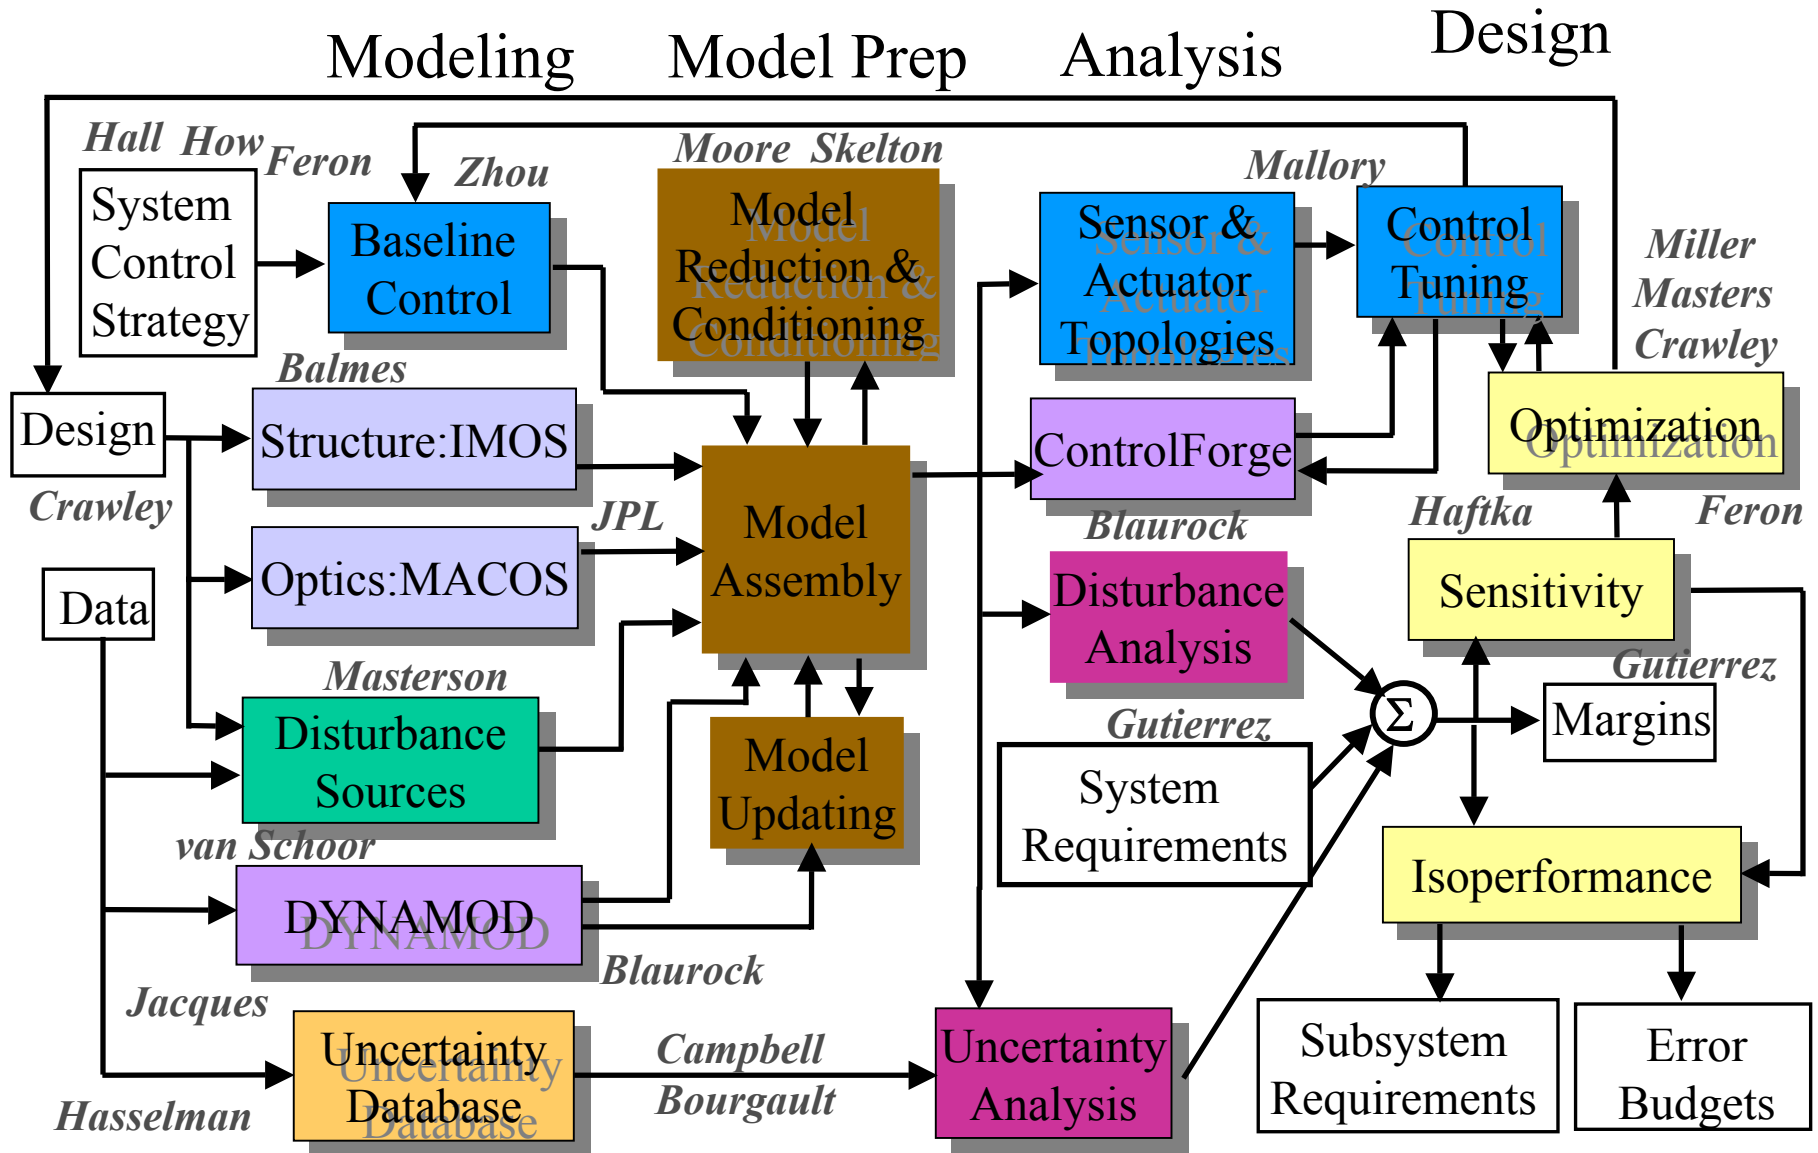 Modeling
Model Prep
Analysis
Design
Hall How
Feron
Zhou
Moore Skelton
Mallory
System
Control
Strategy
Baseline
Control
Model
Reduction &
Conditioning
Sensor &
Actuator
Topologies
Control
Tuning
Miller
Masters
Crawley
Balmes
Design
Structure:IMOS
ControlForge
Optimization
Crawley
JPL
Blaurock
Haftka
Feron
Data
Optics:MACOS
Model
Assembly
Disturbance
Analysis
Sensitivity
Masterson
Gutierrez
Gutierrez
Disturbance
Sources
Model
Updating
System
Requirements
Σ
Margins
van Schoor
DYNAMOD
Isoperformance
Blaurock
Jacques
Uncertainty
Database
Campbell
Bourgault
Uncertainty
Analysis
Subsystem
Requirements
Error
Budgets
Hasselman